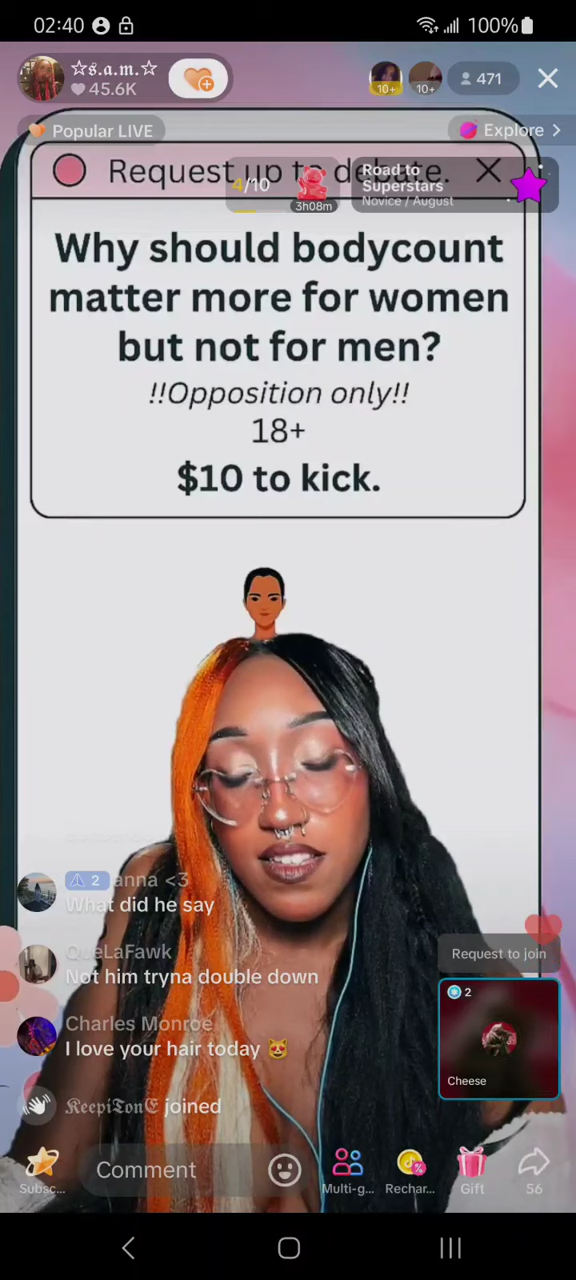 02:40
100%
☆𝔰.𝔞.𝔪.☆
45.6K
10+
10+
471
Popular LIVE
Explore >
Request up to debate.
4/10
3h08m
Road to
Superstars
Novice / August
Why should bodycount
matter more for women
but not for men?
!!Opposition only!!
18+
$10 to kick.
2
anna <3
What did he say
QueLaFawk
Not him tryna double down
Charles Monroe
I love your hair today 😻
𝕶𝖊𝖊𝖕𝖎𝕿𝖔𝖓𝕰 joined
Request to join
2
Cheese
Subsc...
Comment
Multi-g...
Rechar...
Gift
56